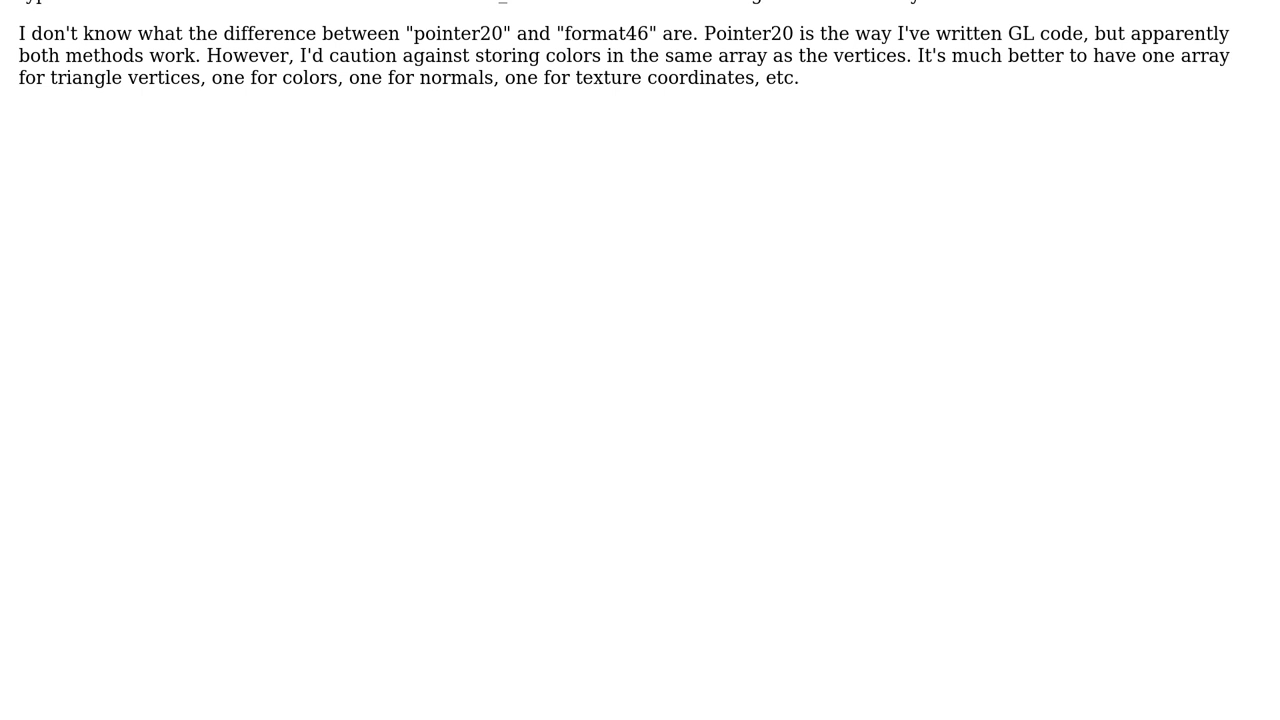 I don't know what the difference between "pointer20" and "format46" are. Pointer20 is the way I've written GL code, but apparently
both methods work. However, I'd caution against storing colors in the same array as the vertices. It's much better to have one array
for triangle vertices, one for colors, one for normals, one for texture coordinates, etc.